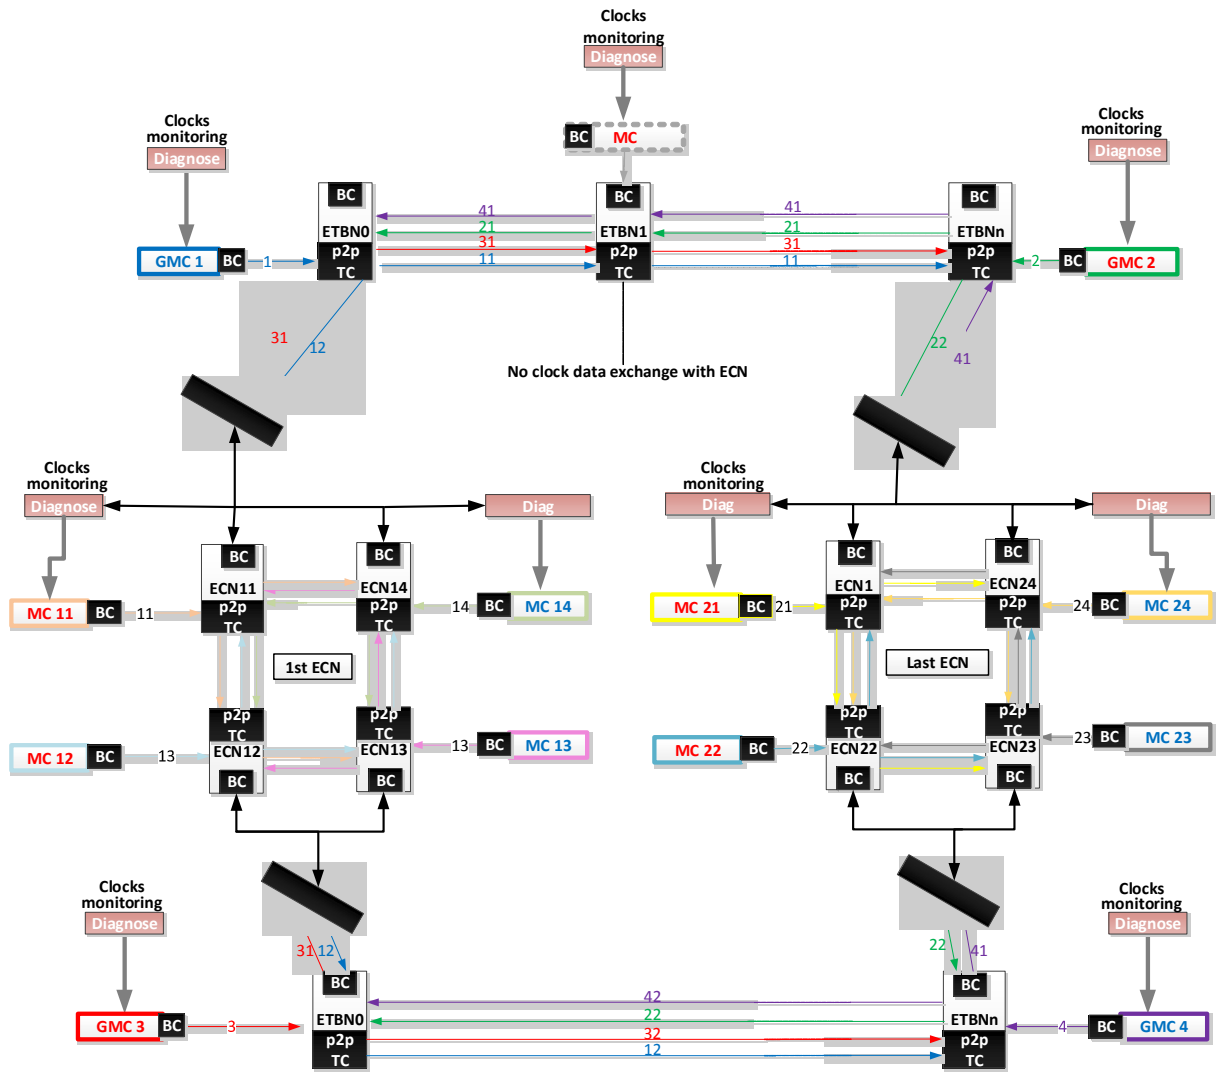 Clocks
monitoring
Diagnose
BC MC
Clocks
monitoring
Diagnose
Clocks
monitoring
Diagnose
BC
ETBN0
p2p
TC
BC
ETBN1
p2p
TC
BC
ETBNn
p2p
TC
41
21
31
11
41
21
31
11
GMC 1 BC 1
2 BC GMC 2
31
12
22
41
No clock data exchange with ECN
Clocks
monitoring
Diagnose
Diag
Clocks
monitoring
Diag
Diag
BC
ECN11
p2p
TC
BC
ECN14
p2p
TC
BC
ECN1
p2p
TC
BC
ECN24
p2p
TC
MC 11 BC 11
14 BC MC 14
MC 21 BC 21
24 BC MC 24
1st ECN
Last ECN
p2p
TC
ECN12
BC
p2p
TC
ECN13
BC
p2p
TC
ECN22
BC
p2p
TC
ECN23
BC
MC 12 BC 13
13 BC MC 13
MC 22 BC 22
23 BC MC 23
Clocks
monitoring
Diagnose
Clocks
monitoring
Diagnose
31 12
22 41
BC
ETBN0
p2p
TC
BC
ETBNn
p2p
TC
42
22
32
12
GMC 3 BC 3
4 BC GMC 4